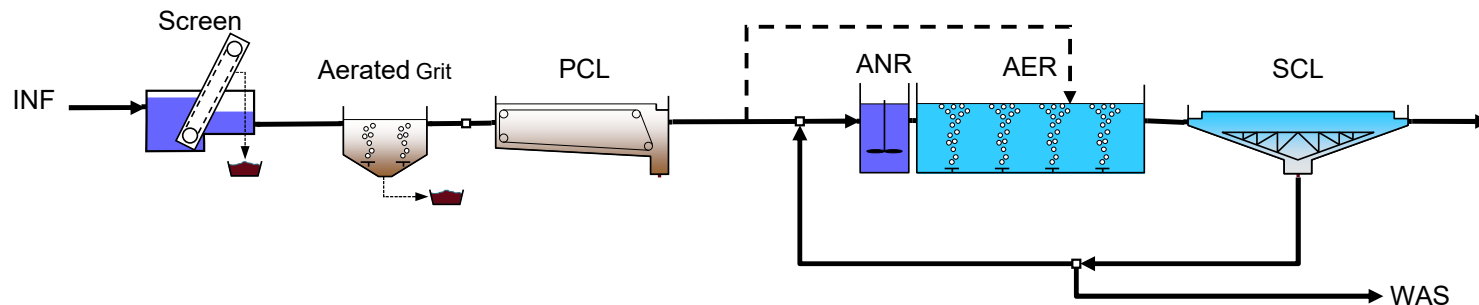 Screen
INF
Aerated Grit
PCL
ANR
AER
SCL
WAS